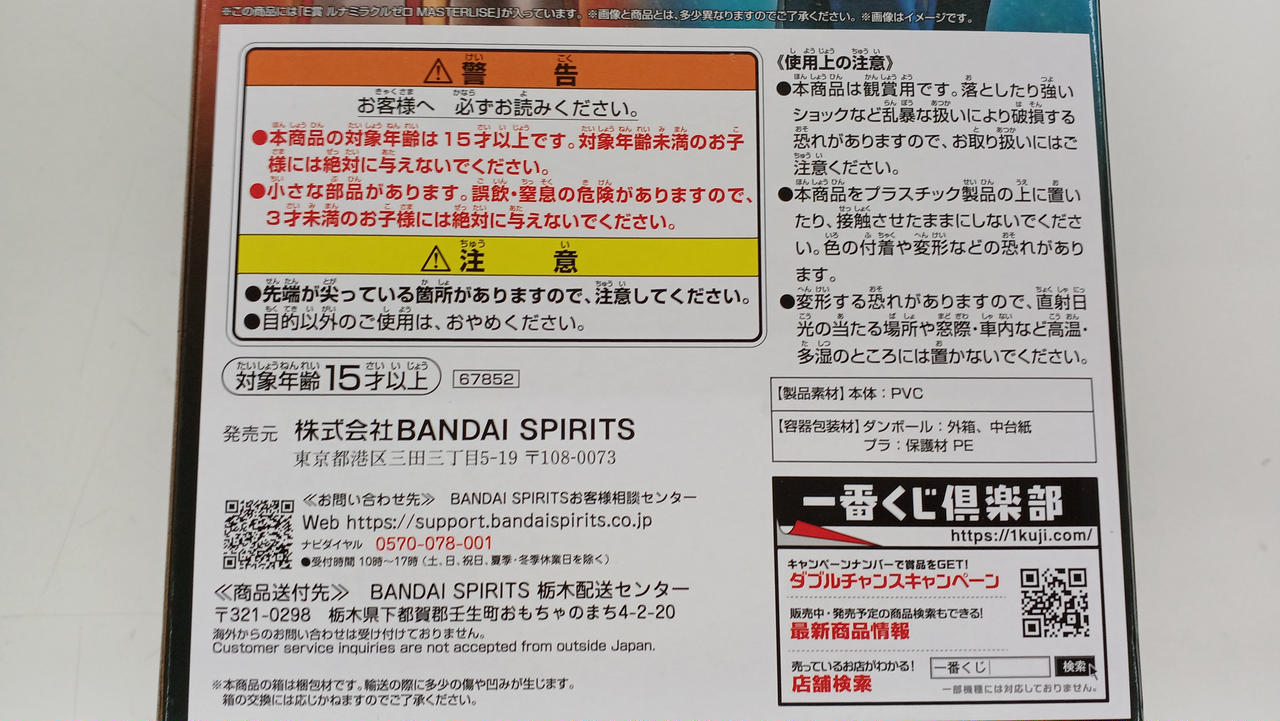 ※この商品には「E賞 ルナミラクルゼロ MASTERLISE」が入っています。 ※画像と商品とは、多少異なりますのでご了承ください。 ※画像はイメージです。
警告
お客様へ 必ずお読みください。
●本商品の対象年齢は15才以上です。対象年齢未満のお子
様には絶対に与えないでください。
●小さな部品があります。誤飲・窒息の危険がありますので、
3才未満のお子様には絶対に与えないでください。
注意
●先端が尖っている箇所がありますので、注意してください。
●目的以外のご使用は、おやめください。
対象年齢15才以上
67852
発売元 株式会社BANDAI SPIRITS
東京都港区三田三丁目5-19 〒108-0073
≪お問い合わせ先≫ BANDAI SPIRITSお客様相談センター
Web https://support.bandaispirits.co.jp
ナビダイヤル 0570-078-001
●受付時間 10時〜17時(土、日、祝日、夏季・冬季休業日を除く)
≪商品送付先≫ BANDAI SPIRITS 栃木配送センター
〒321-0298 栃木県下都賀郡壬生町おもちゃのまち4-2-20
海外からのお問い合わせは受け付けておりません。
Customer service inquiries are not accepted from outside Japan.
※本商品の箱は梱包材です。輸送の際に多少の傷や凹みが生じます。
箱の交換には応じかねますのでご了承ください。
《使用上の注意》
●本商品は観賞用です。落としたり強い
ショックなど乱暴な扱いにより破損する
恐れがありますので、お取り扱いにはご
注意ください。
●本商品をプラスチック製品の上に置い
たり、接触させたままにしないでくださ
い。色の付着や変形などの恐れがあり
ます。
●変形する恐れがありますので、直射日
光の当たる場所や窓際・車内など高温・
多湿のところには置かないでください。
【製品素材】本体:PVC
【容器包装材】ダンボール:外箱、中台紙
プラ:保護材 PE
一番くじ倶楽部
https://1kuji.com/
キャンペーンナンバーで賞品をGET!
ダブルチャンスキャンペーン
販売中・発売予定の商品検索もできる!
最新商品情報
売っているお店がわかる!
店舗検索
一番くじ 検索
一部機種には対応しておりません。